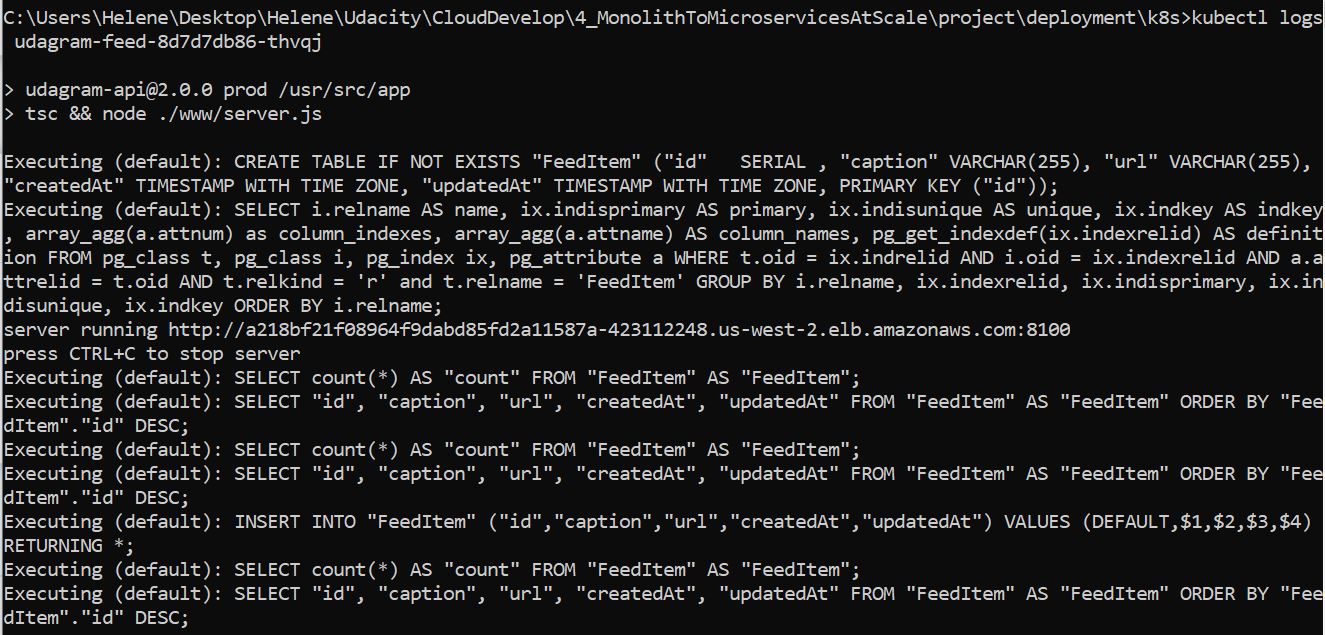 C:\Users\Helene\Desktop\Helene\Udacity\CloudDevelop\4_MonolithToMicroservicesAtScale\project\deployment\k8s>kubectl logs
 udagram-feed-8d7d7db86-thvqj
> udagram-api@2.0.0 prod /usr/src/app
> tsc && node ./www/server.js
Executing (default): CREATE TABLE IF NOT EXISTS "FeedItem" ("id"   SERIAL , "caption" VARCHAR(255), "url" VARCHAR(255),
"createdAt" TIMESTAMP WITH TIME ZONE, "updatedAt" TIMESTAMP WITH TIME ZONE, PRIMARY KEY ("id"));
Executing (default): SELECT i.relname AS name, ix.indisprimary AS primary, ix.indisunique AS unique, ix.indkey AS indkey
, array_agg(a.attnum) as column_indexes, array_agg(a.attname) AS column_names, pg_get_indexdef(ix.indexrelid) AS definit
ion FROM pg_class t, pg_class i, pg_index ix, pg_attribute a WHERE t.oid = ix.indrelid AND i.oid = ix.indexrelid AND a.a
ttrelid = t.oid AND t.relkind = 'r' and t.relname = 'FeedItem' GROUP BY i.relname, ix.indexrelid, ix.indisprimary, ix.in
disunique, ix.indkey ORDER BY i.relname;
server running http://a218bf21f08964f9dabd85fd2a11587a-423112248.us-west-2.elb.amazonaws.com:8100
press CTRL+C to stop server
Executing (default): SELECT count(*) AS "count" FROM "FeedItem" AS "FeedItem";
Executing (default): SELECT "id", "caption", "url", "createdAt", "updatedAt" FROM "FeedItem" AS "FeedItem" ORDER BY "Fee
dItem"."id" DESC;
Executing (default): SELECT count(*) AS "count" FROM "FeedItem" AS "FeedItem";
Executing (default): SELECT "id", "caption", "url", "createdAt", "updatedAt" FROM "FeedItem" AS "FeedItem" ORDER BY "Fee
dItem"."id" DESC;
Executing (default): INSERT INTO "FeedItem" ("id","caption","url","createdAt","updatedAt") VALUES (DEFAULT,$1,$2,$3,$4)
RETURNING *;
Executing (default): SELECT count(*) AS "count" FROM "FeedItem" AS "FeedItem";
Executing (default): SELECT "id", "caption", "url", "createdAt", "updatedAt" FROM "FeedItem" AS "FeedItem" ORDER BY "Fee
dItem"."id" DESC;